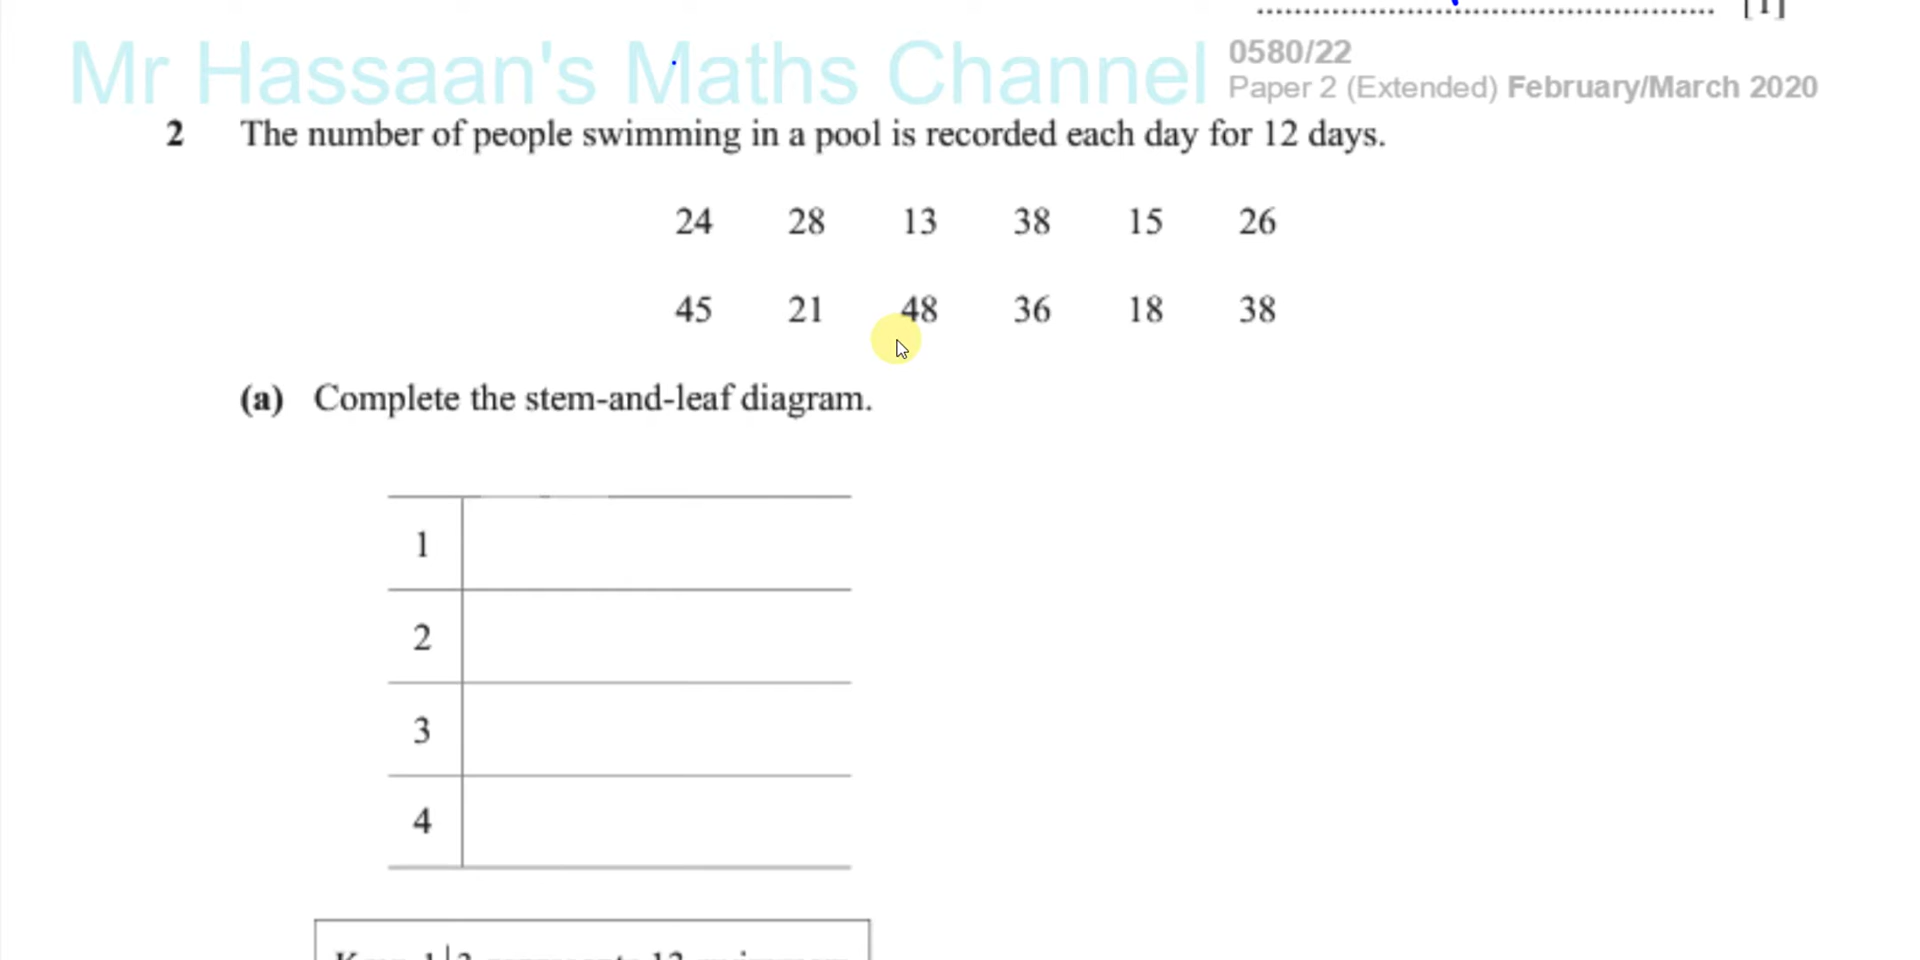 [1]
Mr Hassaan's Maths Channel
0580/22
Paper 2 (Extended) February/March 2020
2 The number of people swimming in a pool is recorded each day for 12 days.
24 28 13 38 15 26
45 21 48 36 18 38
(a) Complete the stem-and-leaf diagram.
1
2
3
4